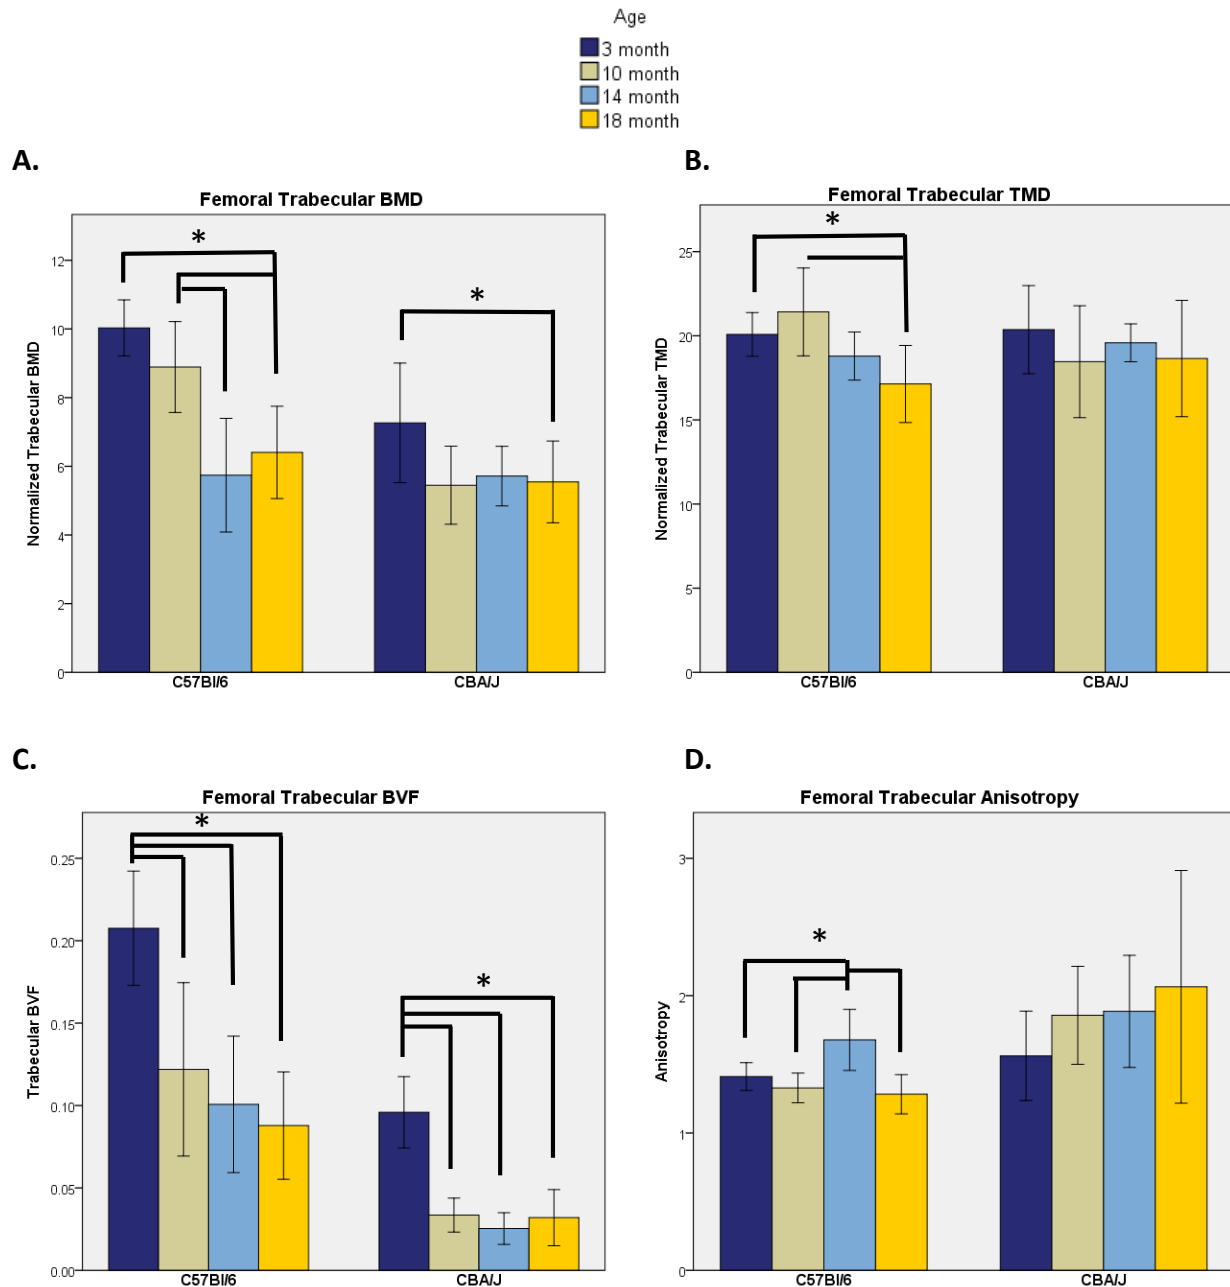 Age
3 month
10 month
14 month
18 month
A.
Femoral Trabecular BMD
*
*
Normalized Trabecular BMD
12
10
8
6
4
2
0
C57Bl/6
CBA/J
B.
Femoral Trabecular TMD
*
Normalized Trabecular TMD
25
20
15
10
5
0
C57Bl/6
CBA/J
C.
Femoral Trabecular BVF
*
*
Trabecular BVF
0.25
0.20
0.15
0.10
0.05
0.00
C57Bl/6
CBA/J
D.
Femoral Trabecular Anisotropy
*
Anisotropy
3
2
1
0
C57Bl/6
CBA/J